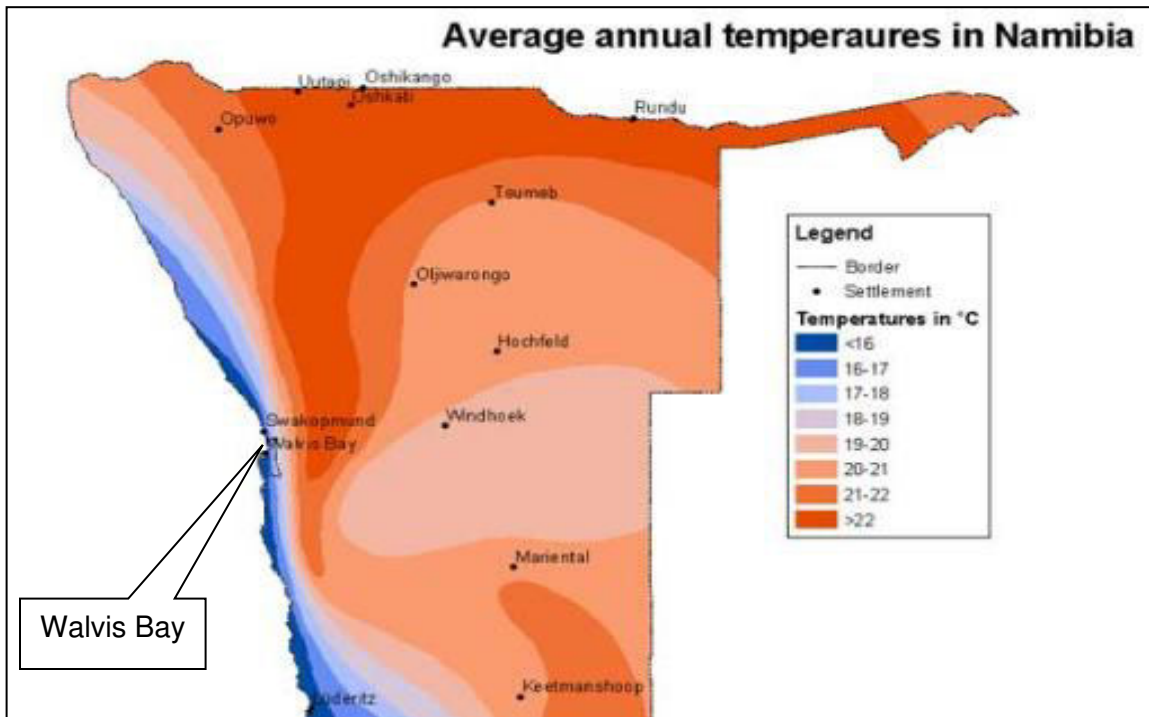 Average annual temperaures in Namibia
Uutapi
Oshikango
Oshkati
Opuwo
Rundu
Tsumeb
Legend
Border
Settlement
Temperatures in °C
<16
16-17
17-18
18-19
19-20
20-21
21-22
>22
Otjiwarongo
Hochfeld
Windhoek
Swakopmund
Walvis Bay
Mariental
Walvis Bay
Keetmanshoop
Lüderitz